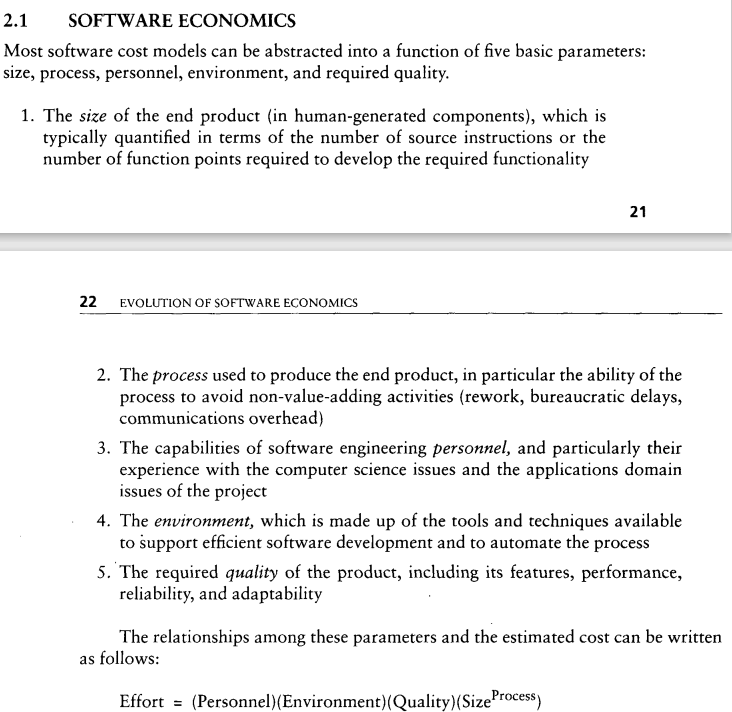 2.1 SOFTWARE ECONOMICS
Most software cost models can be abstracted into a function of five basic parameters:
size, process, personnel, environment, and required quality.
1. The size of the end product (in human-generated components), which is
typically quantified in terms of the number of source instructions or the
number of function points required to develop the required functionality
21
22 EVOLUTION OF SOFTWARE ECONOMICS
2. The process used to produce the end product, in particular the ability of the
process to avoid non-value-adding activities (rework, bureaucratic delays,
communications overhead)
3. The capabilities of software engineering personnel, and particularly their
experience with the computer science issues and the applications domain
issues of the project
4. The environment, which is made up of the tools and techniques available
to support efficient software development and to automate the process
5. The required quality of the product, including its features, performance,
reliability, and adaptability
The relationships among these parameters and the estimated cost can be written
as follows:
Effort = (Personnel)(Environment)(Quality)(Size^Process)